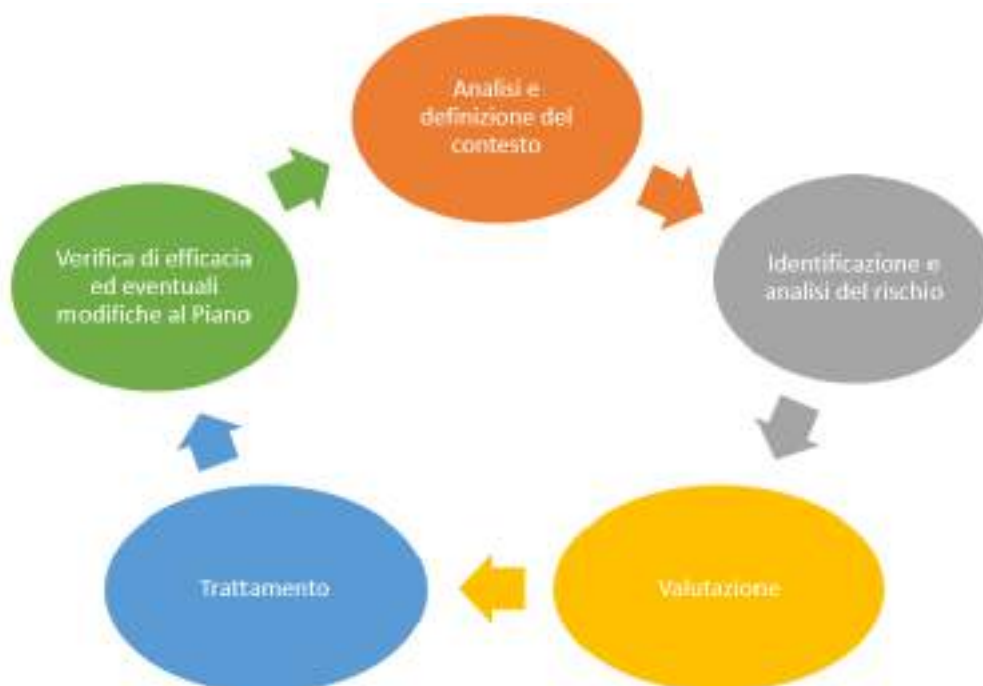 Analisi e
definizione del
contesto
Identificazione e
analisi del rischio
Valutazione
Trattamento
Verifica di efficacia
ed eventuali
modifiche al Piano